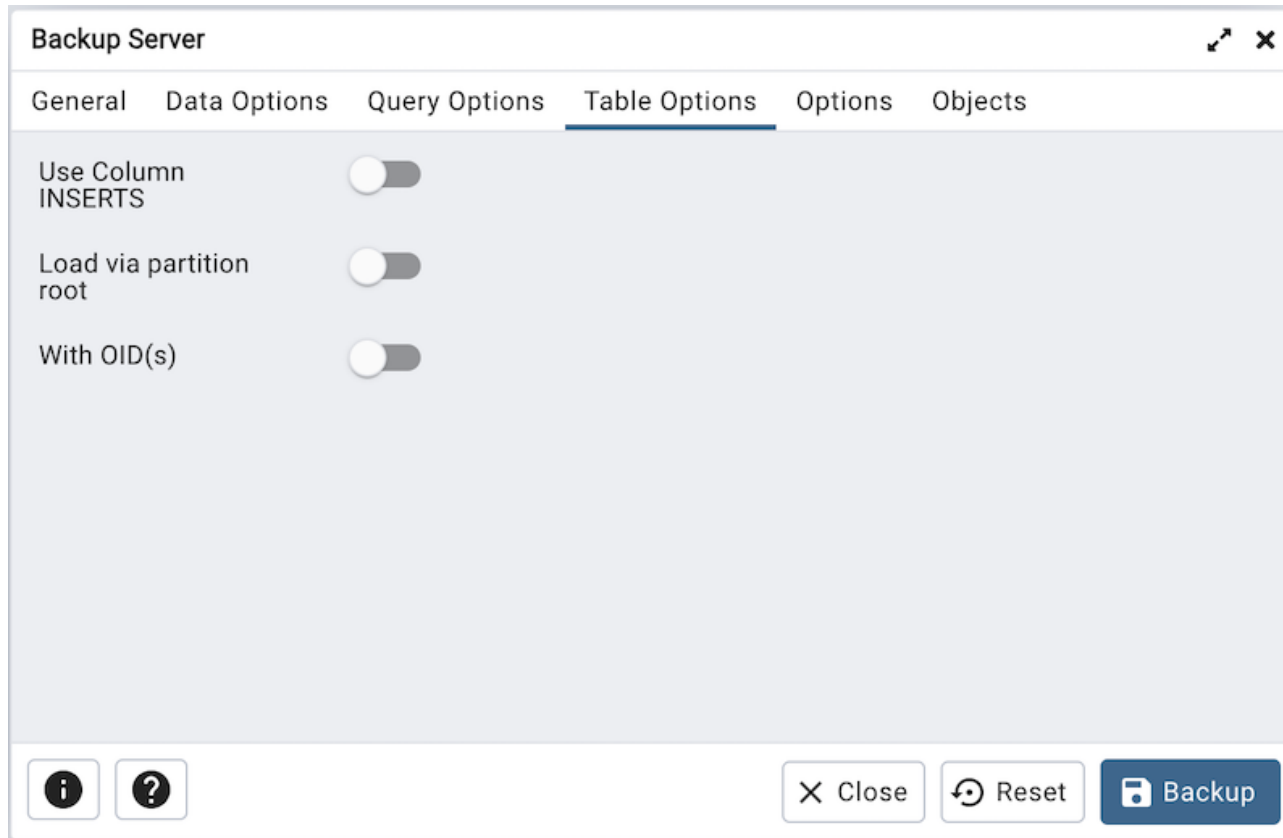 Backup Server
General Data Options Query Options Table Options Options Objects
Use Column
INSERTS
Load via partition
root
With OID(s)
Close Reset Backup